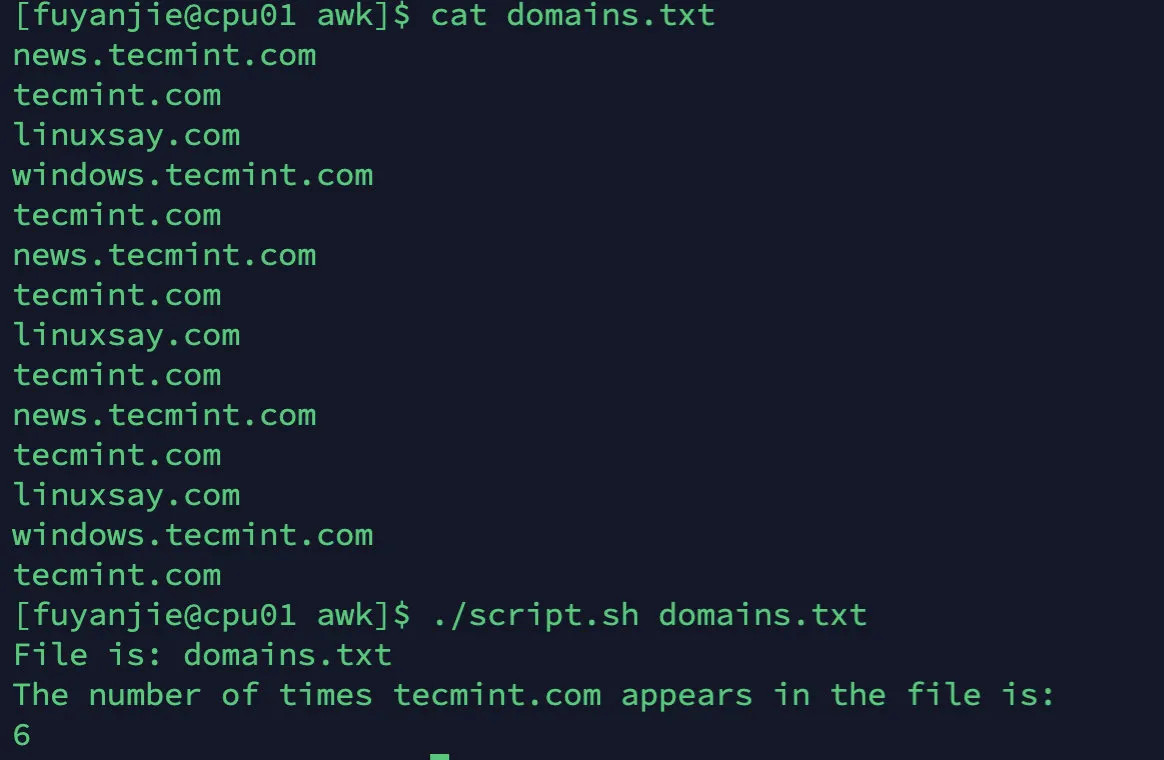 [fuyanjie@cpu01 awk]$ cat domains.txt
news.tecmint.com
tecmint.com
linuxsay.com
windows.tecmint.com
tecmint.com
news.tecmint.com
tecmint.com
linuxsay.com
tecmint.com
news.tecmint.com
tecmint.com
linuxsay.com
windows.tecmint.com
tecmint.com
[fuyanjie@cpu01 awk]$ ./script.sh domains.txt
File is: domains.txt
The number of times tecmint.com appears in the file is:
6